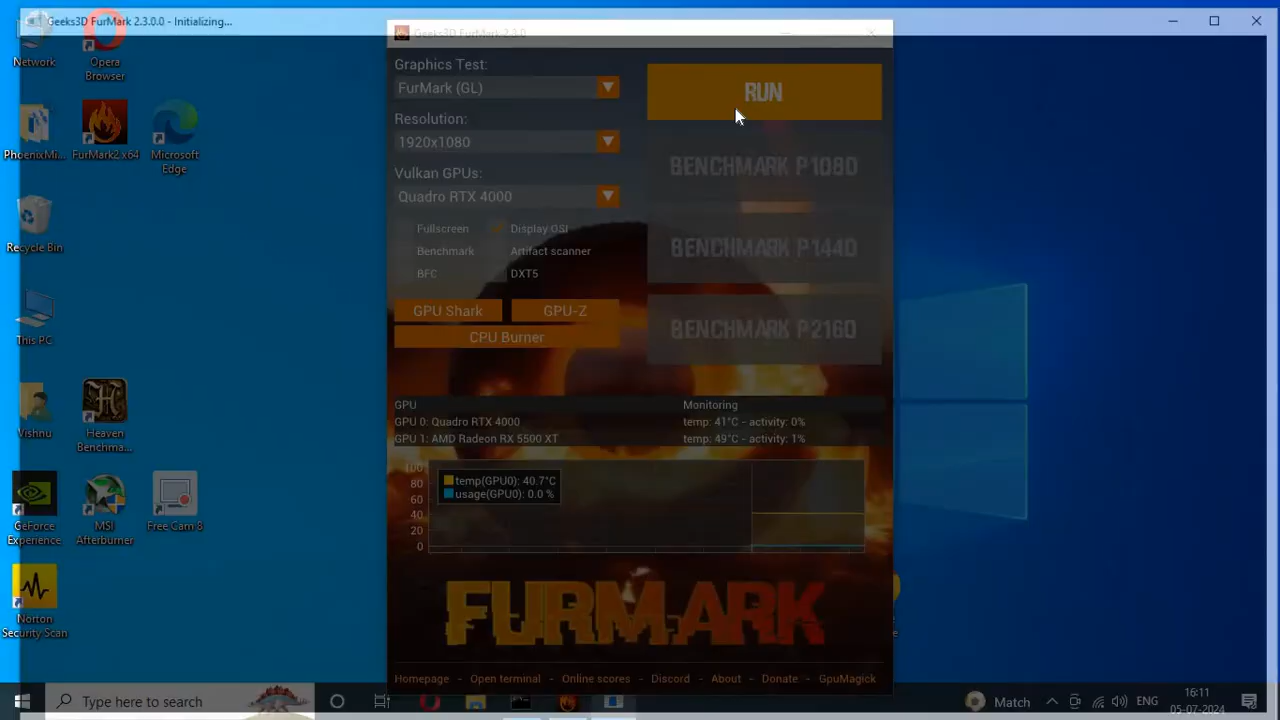 Geeks3D FurMark 2.3.0.0 - Initializing...
Network
Opera
Browser
PhoenixMi...
FurMark2 x64
Microsoft
Edge
Recycle Bin
This PC
Vishnu
Heaven
Benchma...
GeForce
Experience
MSI
Afterburner
Free Cam 8
Norton
Security Scan
Geeks3D FurMark 2.3.0
Graphics Test:
FurMark (GL)
Resolution:
1920x1080
Vulkan GPUs:
Quadro RTX 4000
Fullscreen
Display OSI
Benchmark
Artifact scanner
BFC
DXT5
GPU Shark
GPU-Z
CPU Burner
RUN
BENCHMARK P1080
BENCHMARK P1440
BENCHMARK P2160
GPU
Monitoring
GPU 0: Quadro RTX 4000
temp: 41°C - activity: 0%
GPU 1: AMD Radeon RX 5500 XT
temp: 49°C - activity: 1%
100
80
60
40
20
0
temp(GPU0): 40.7°C
usage(GPU0): 0.0 %
FURMARK
Homepage - Open terminal - Online scores - Discord - About - Donate - GpuMagick
Type here to search
Match
ENG
16:11
05-07-2024